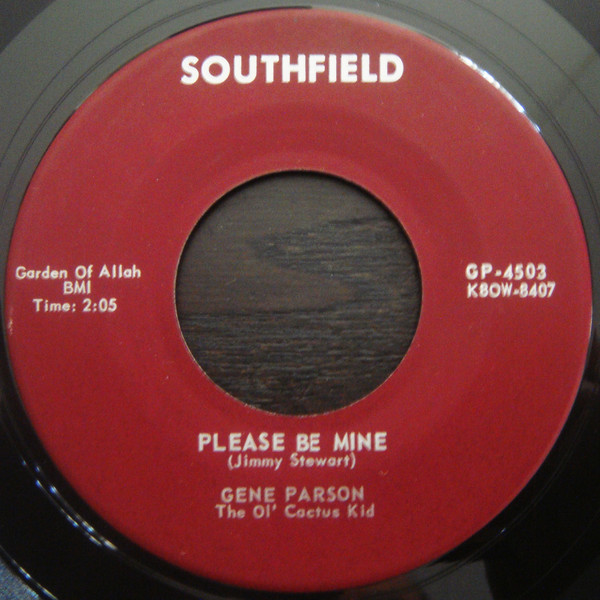 SOUTHFIELD
Garden Of Allah
BMI
Time: 2:05
GP-4503
K8OW-8407
PLEASE BE MINE
(Jimmy Stewart)
GENE PARSON
The Ol' Cactus Kid